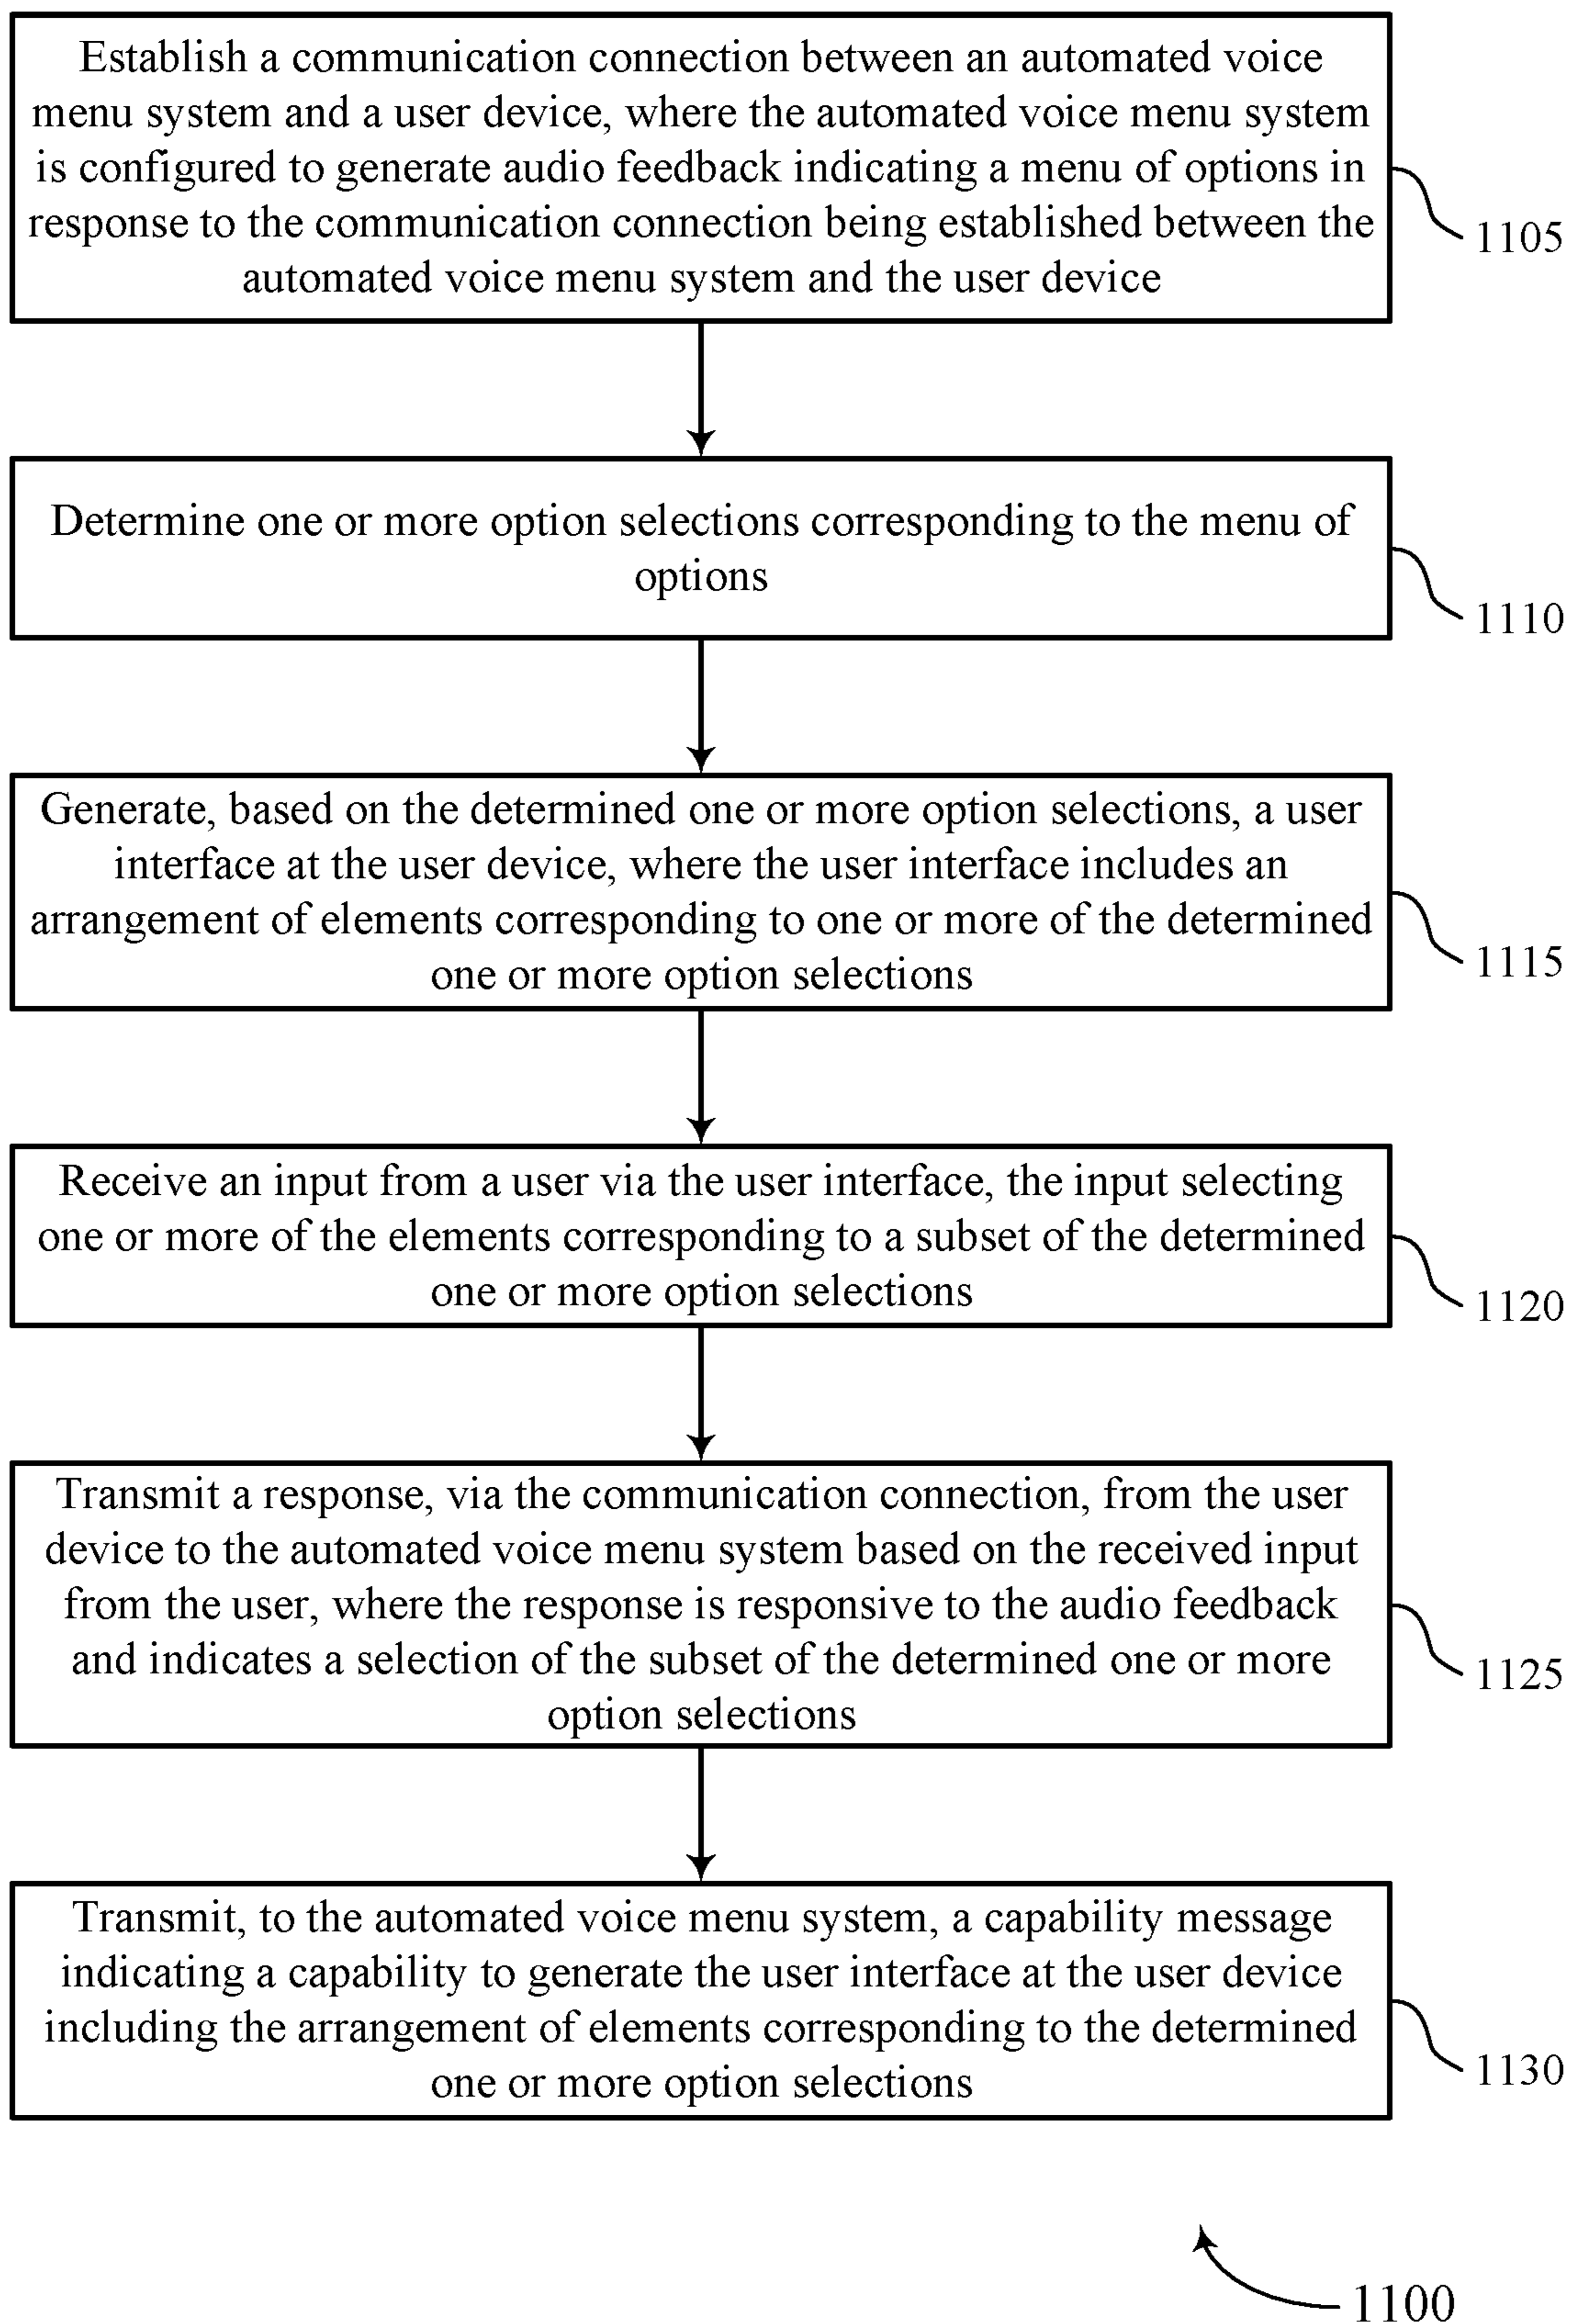 Establish a communication connection between an automated voice
menu system and a user device, where the automated voice menu system
is configured to generate audio feedback indicating a menu of options in
response to the communication connection being established between the
automated voice menu system and the user device
1105
Determine one or more option selections corresponding to the menu of
options
1110
Generate, based on the determined one or more option selections, a user
interface at the user device, where the user interface includes an
arrangement of elements corresponding to one or more of the determined
one or more option selections
1115
Receive an input from a user via the user interface, the input selecting
one or more of the elements corresponding to a subset of the determined
one or more option selections
1120
Transmit a response, via the communication connection, from the user
device to the automated voice menu system based on the received input
from the user, where the response is responsive to the audio feedback
and indicates a selection of the subset of the determined one or more
option selections
1125
Transmit, to the automated voice menu system, a capability message
indicating a capability to generate the user interface at the user device
including the arrangement of elements corresponding to the determined
one or more option selections
1130
1100